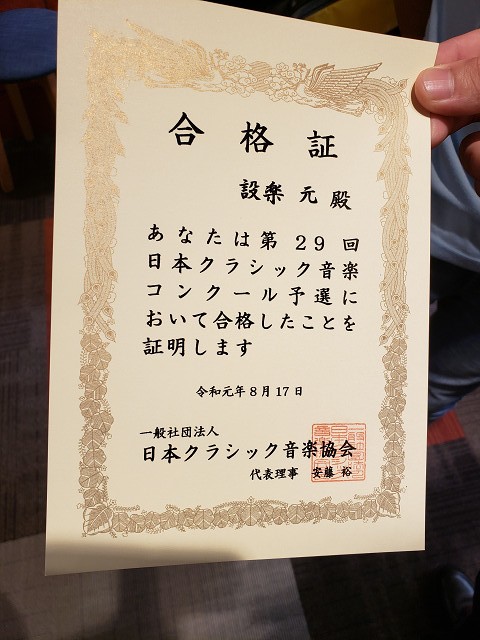 合格証
設楽 元 殿
あなたは第29回
日本クラシック音楽
コンクール予選に
おいて合格したことを
証明します
令和元年8月17日
一般社団法人
日本クラシック音楽協会
代表理事 安藤 裕